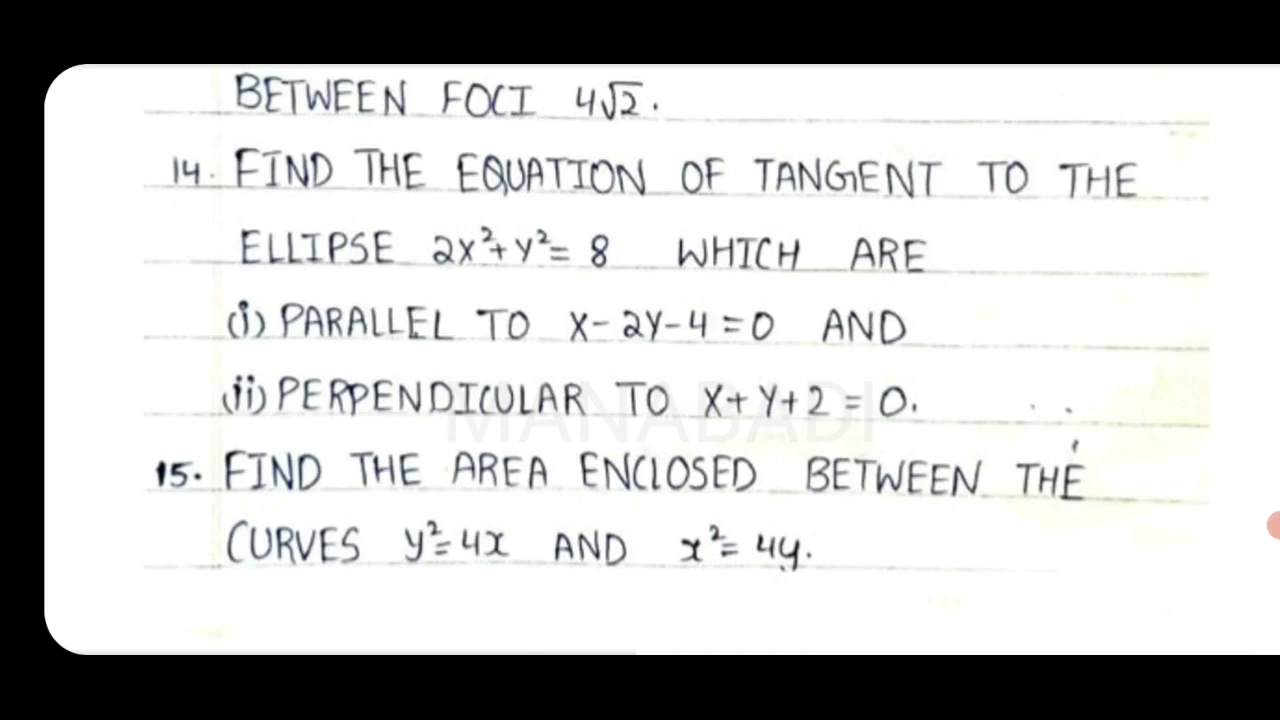 BETWEEN FOCI 4√2.
14. FIND THE EQUATION OF TANGENT TO THE
ELLIPSE 2x²+y²= 8 WHICH ARE
(i) PARALLEL TO X-2Y-4=0 AND
(ii) PERPENDICULAR TO X+Y+2=0.
MANABADI
15. FIND THE AREA ENCLOSED BETWEEN THE
CURVES y²=4x AND x²=4y.